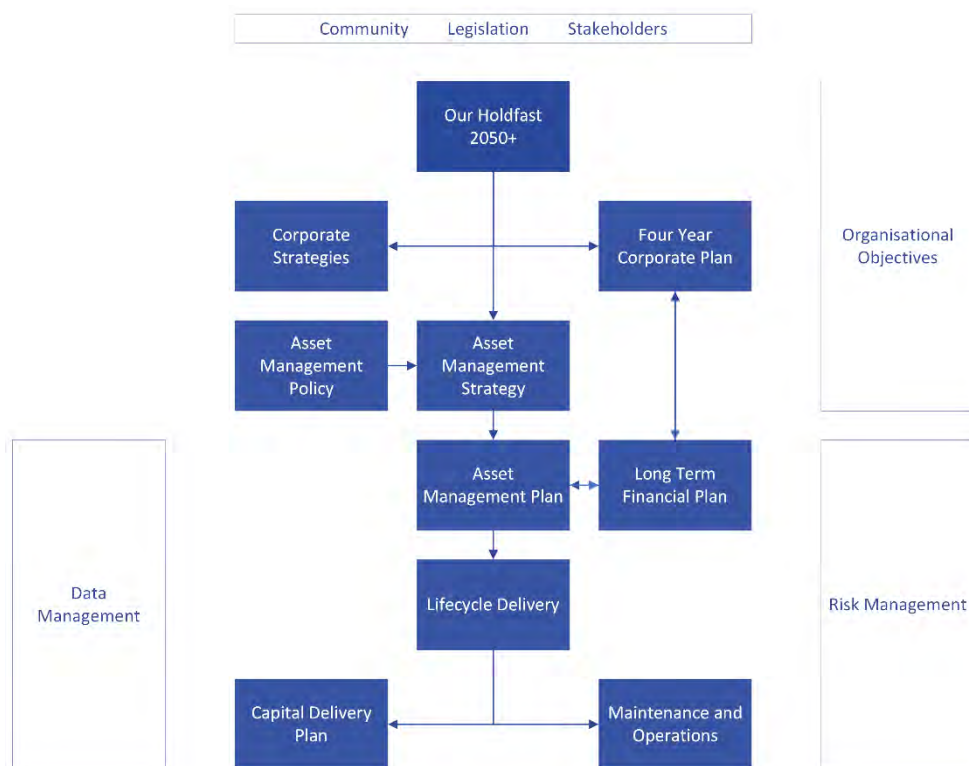 Community Legislation Stakeholders
Our Holdfast
2050+
Corporate
Strategies
Four Year
Corporate Plan
Organisational
Objectives
Asset
Management
Policy
Asset
Management
Strategy
Asset
Management Plan
Long Term
Financial Plan
Data
Management
Lifecycle Delivery
Risk Management
Capital Delivery
Plan
Maintenance and
Operations